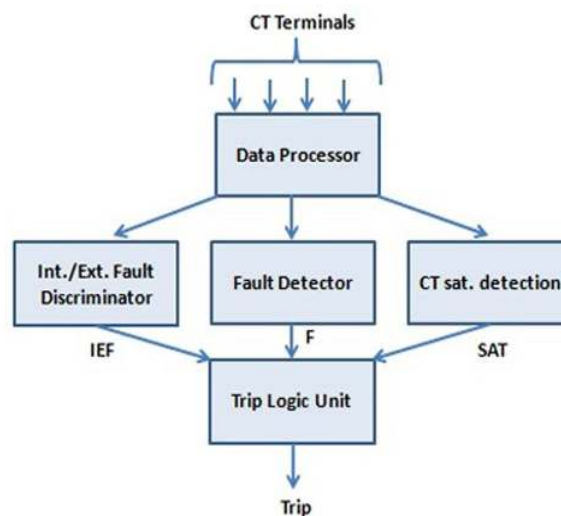 CT Terminals
Data Processor
Int./Ext. Fault
Discriminator
Fault Detector
CT sat. detection
IEF
F
SAT
Trip Logic Unit
Trip